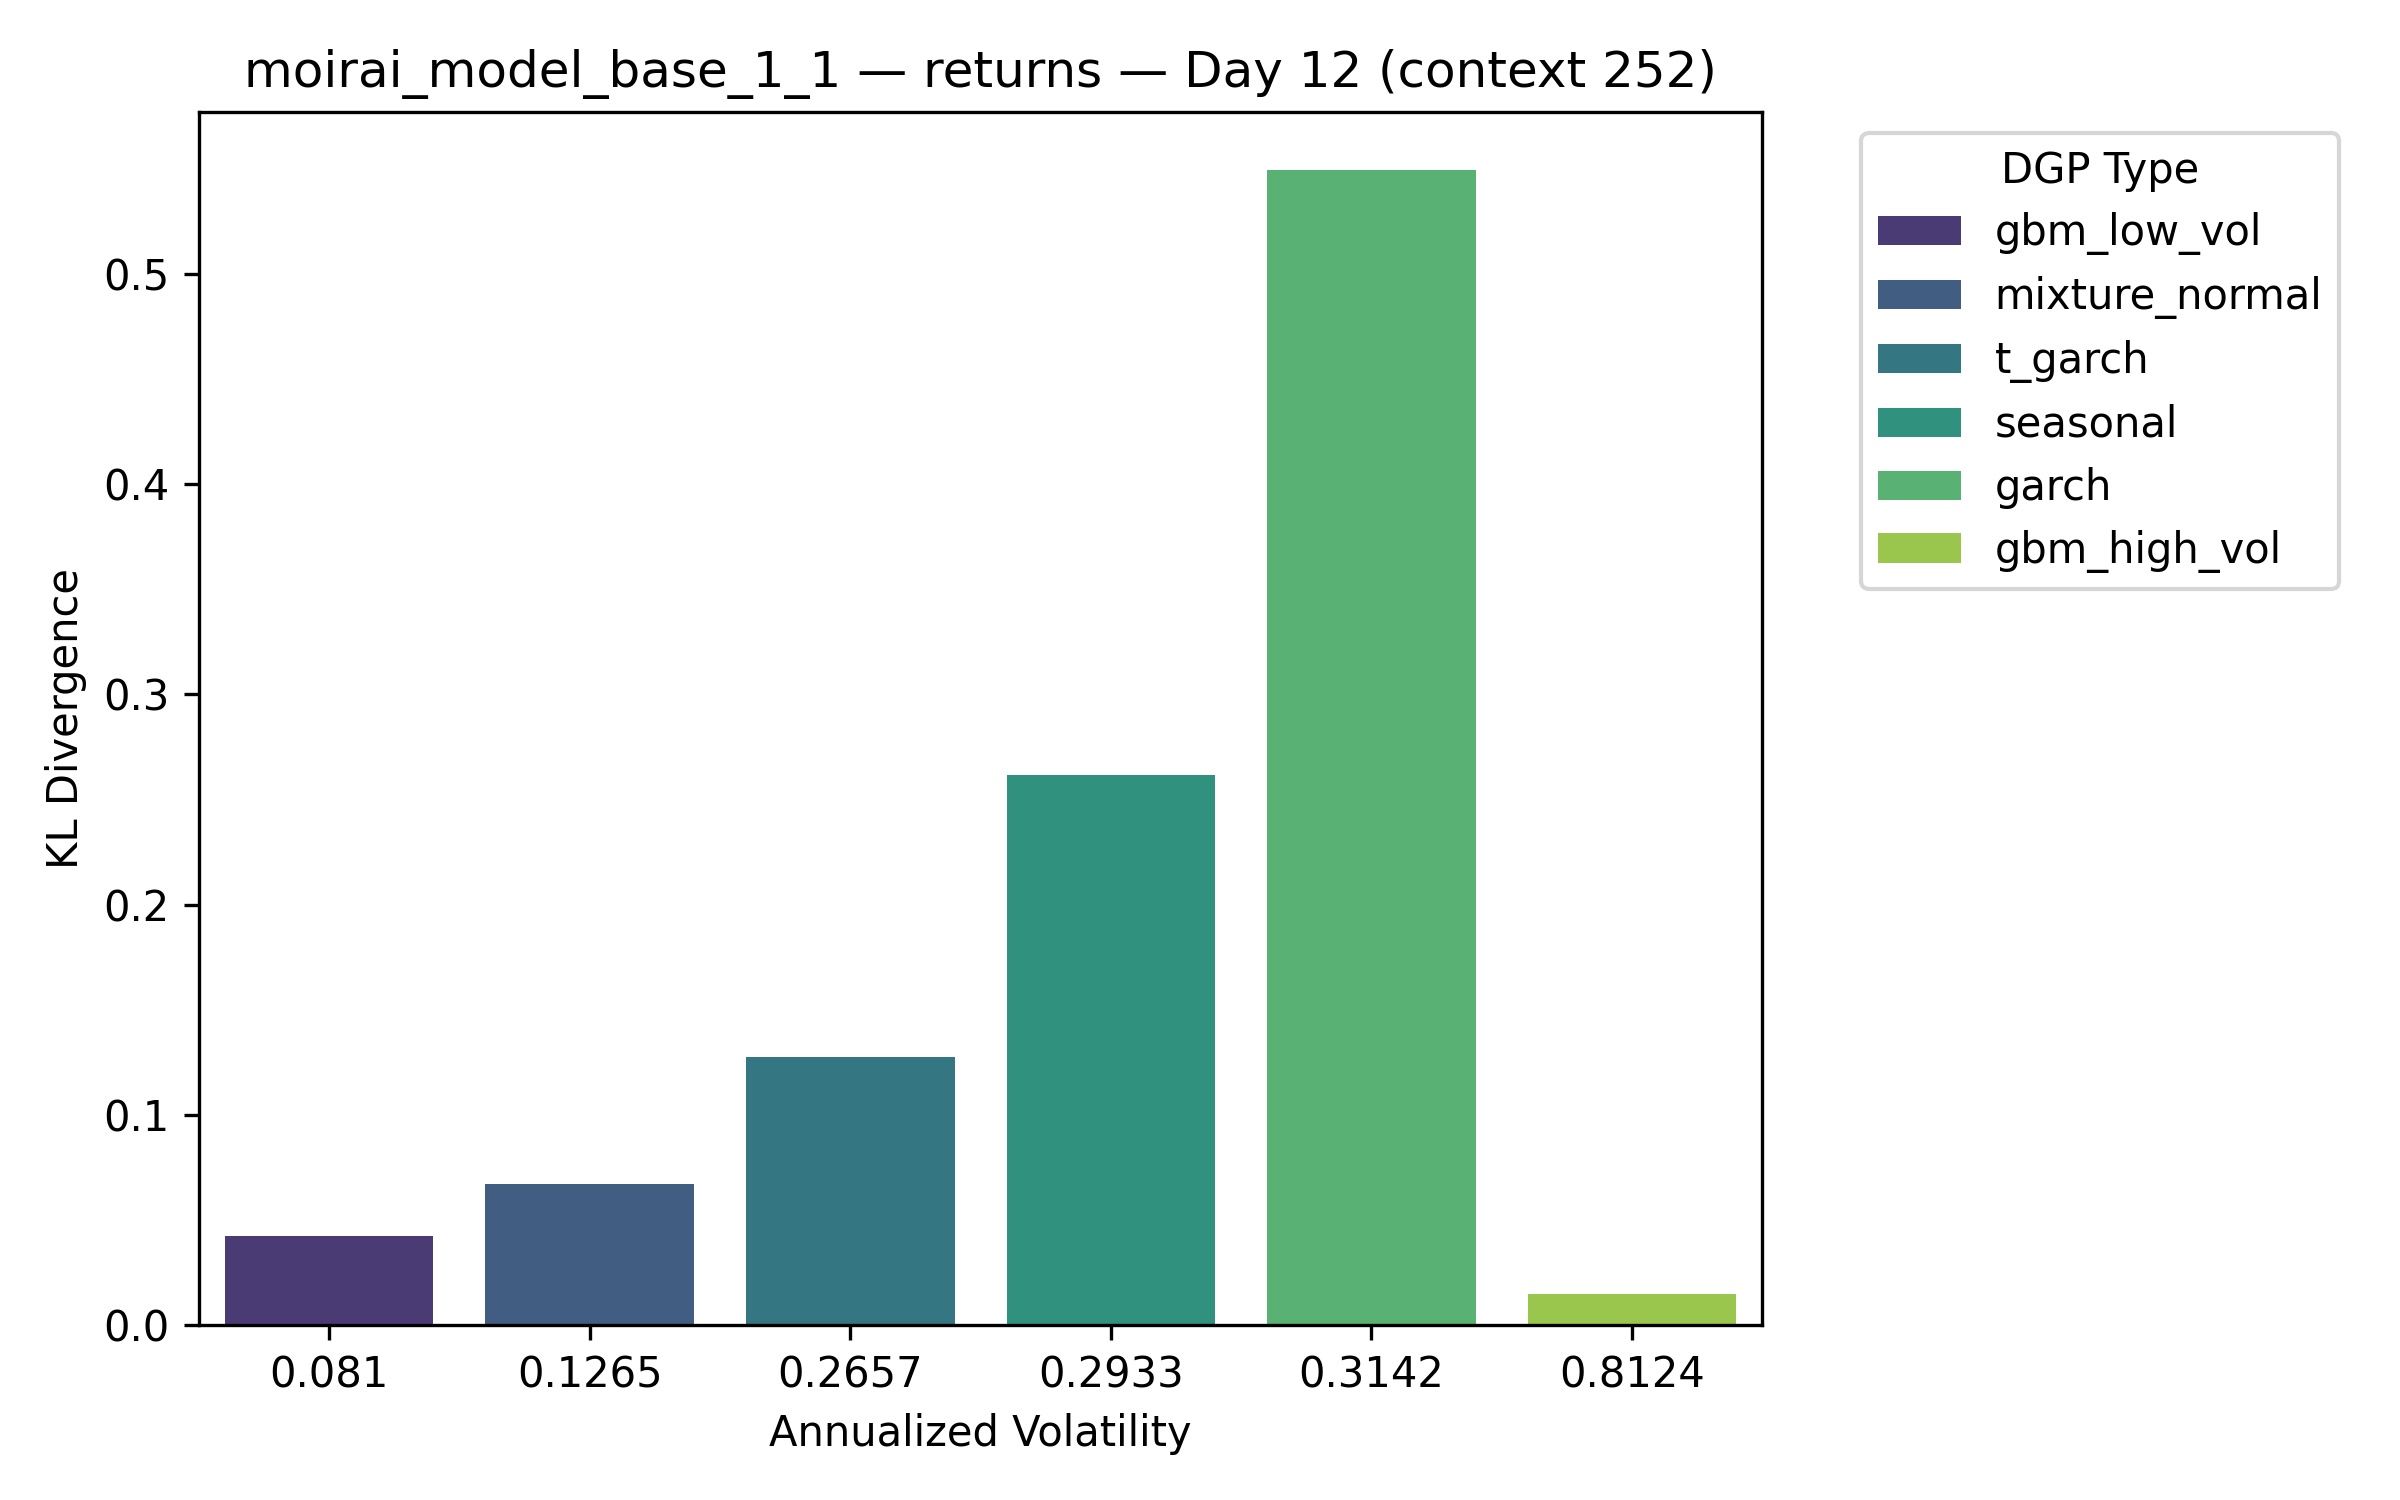 moirai_model_base_1_1 — returns — Day 12 (context 252)
KL Divergence
0.5
0.4
0.3
0.2
0.1
0.0
0.081 0.1265 0.2657 0.2933 0.3142 0.8124
Annualized Volatility
DGP Type
gbm_low_vol
mixture_normal
t_garch
seasonal
garch
gbm_high_vol